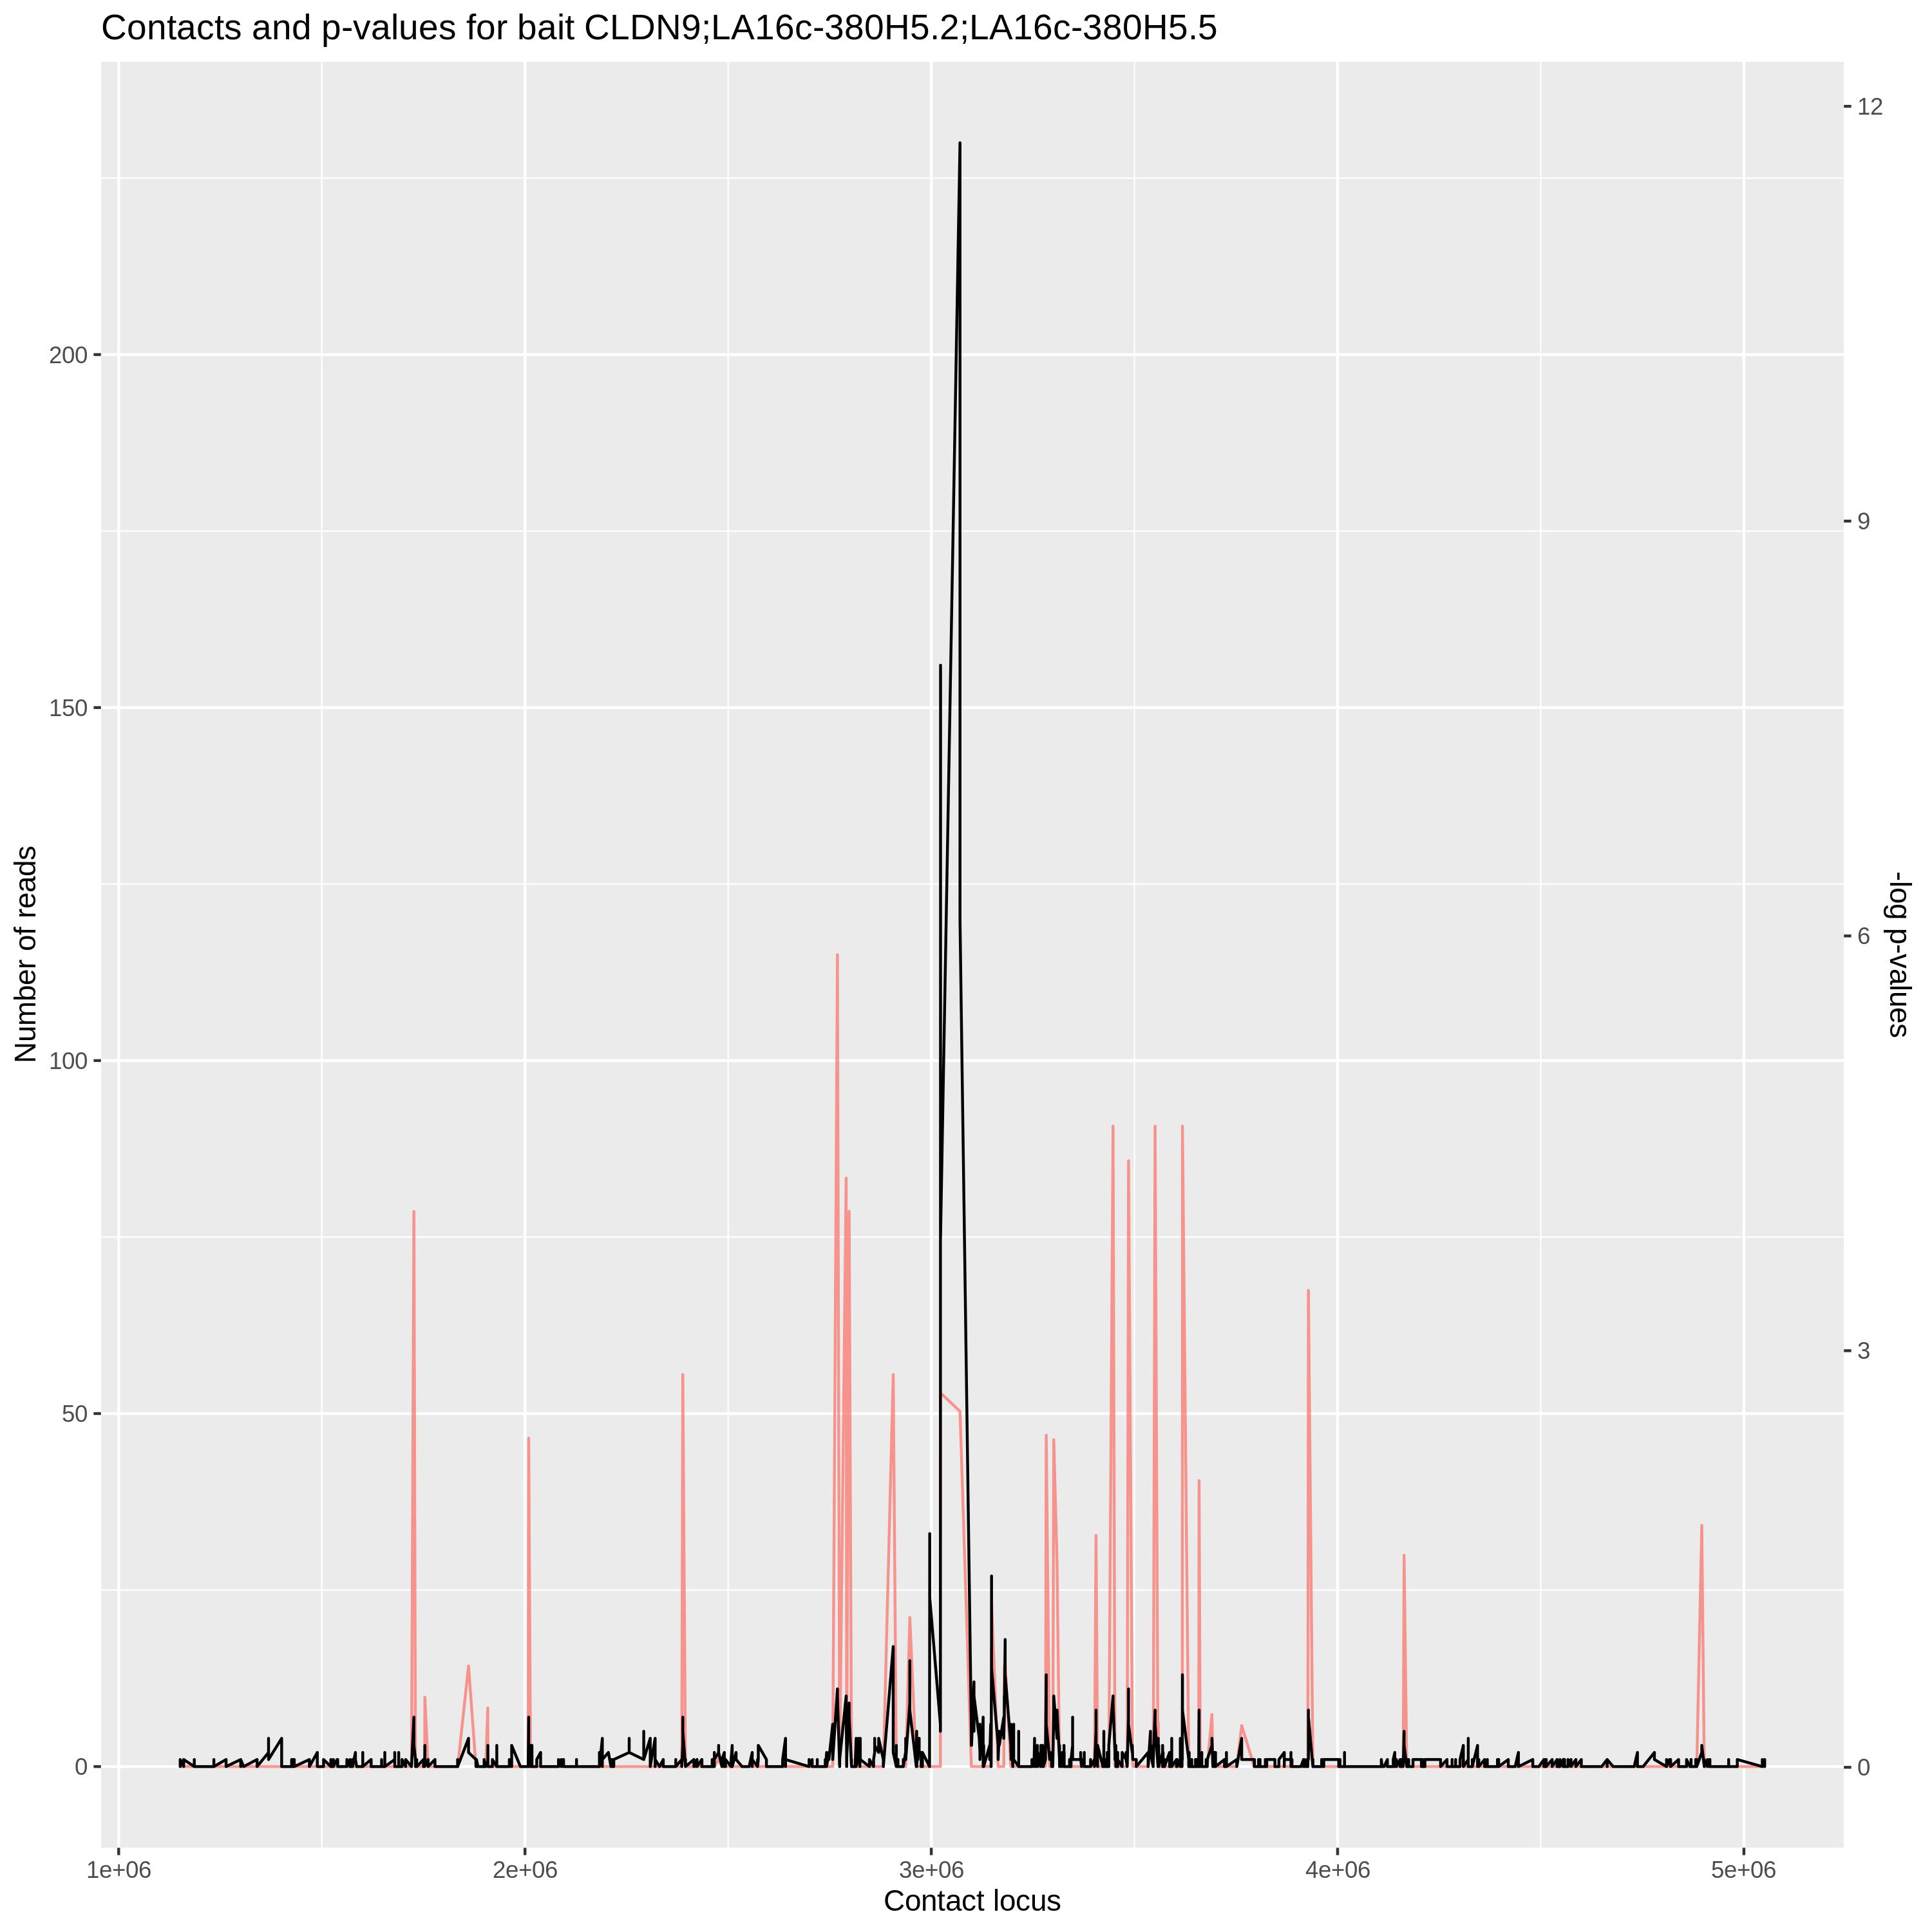 Contacts and p-values for bait CLDN9;LA16c-380H5.2;LA16c-380H5.5
12
9
6
3
0
200
150
100
50
0
Number of reads
-log p-values
1e+06 2e+06 3e+06 4e+06 5e+06
Contact locus